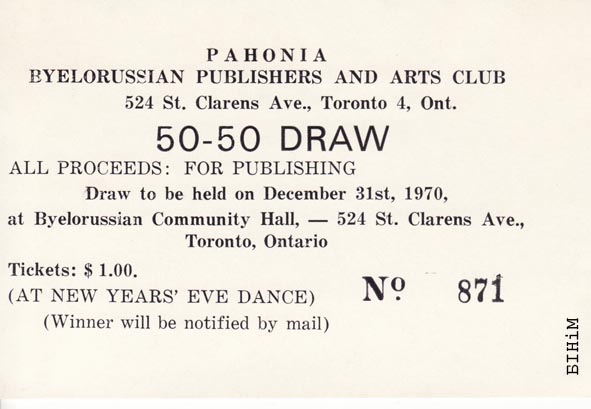 PAHONIA
BYELORUSSIAN PUBLISHERS AND ARTS CLUB
524 St. Clarens Ave., Toronto 4, Ont.
50-50 DRAW
ALL PROCEEDS: FOR PUBLISHING
Draw to be held on December 31st, 1970,
at Byelorussian Community Hall, — 524 St. Clarens Ave.,
Toronto, Ontario
Tickets: $ 1.00.
(AT NEW YEARS' EVE DANCE)
Nº 871
(Winner will be notified by mail)
БІНіМ